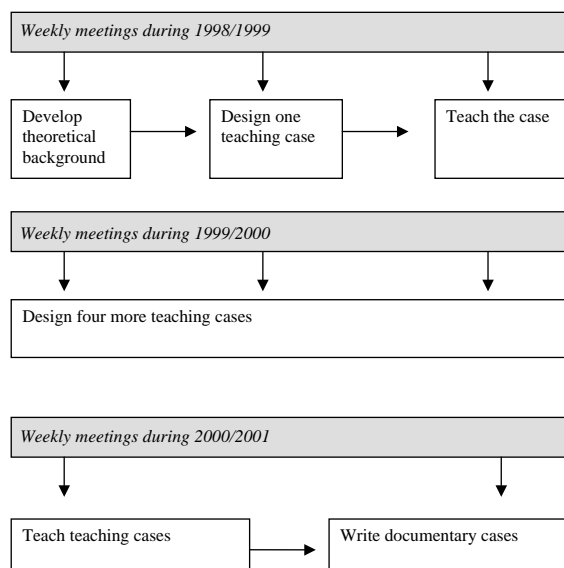 Weekly meetings during 1998/1999
Develop
theoretical
background
Design one
teaching case
Teach the case
Weekly meetings during 1999/2000
Design four more teaching cases
Weekly meetings during 2000/2001
Teach teaching cases
Write documentary cases